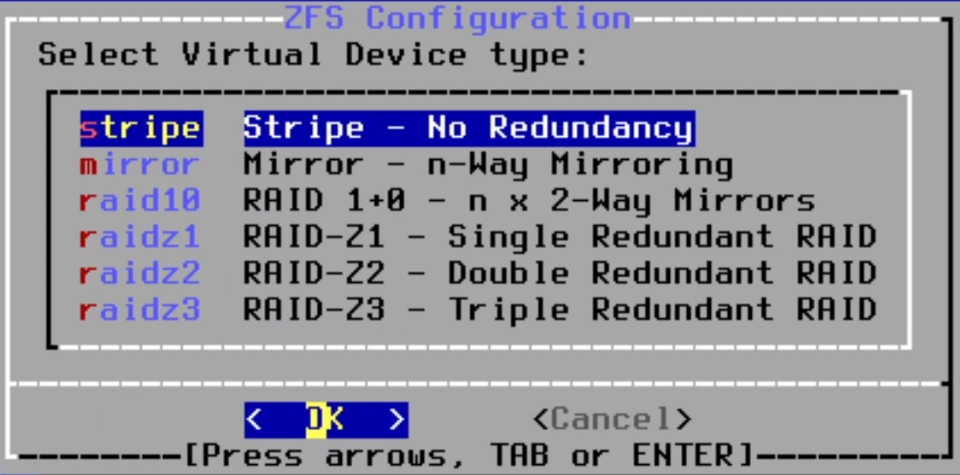 ZFS Configuration
Select Virtual Device type:
stripe Stripe - No Redundancy
mirror Mirror - n-Way Mirroring
raid10 RAID 1+0 - n x 2-Way Mirrors
raidz1 RAID-Z1 - Single Redundant RAID
raidz2 RAID-Z2 - Double Redundant RAID
raidz3 RAID-Z3 - Triple Redundant RAID
< OK > <Cancel>
[Press arrows, TAB or ENTER]